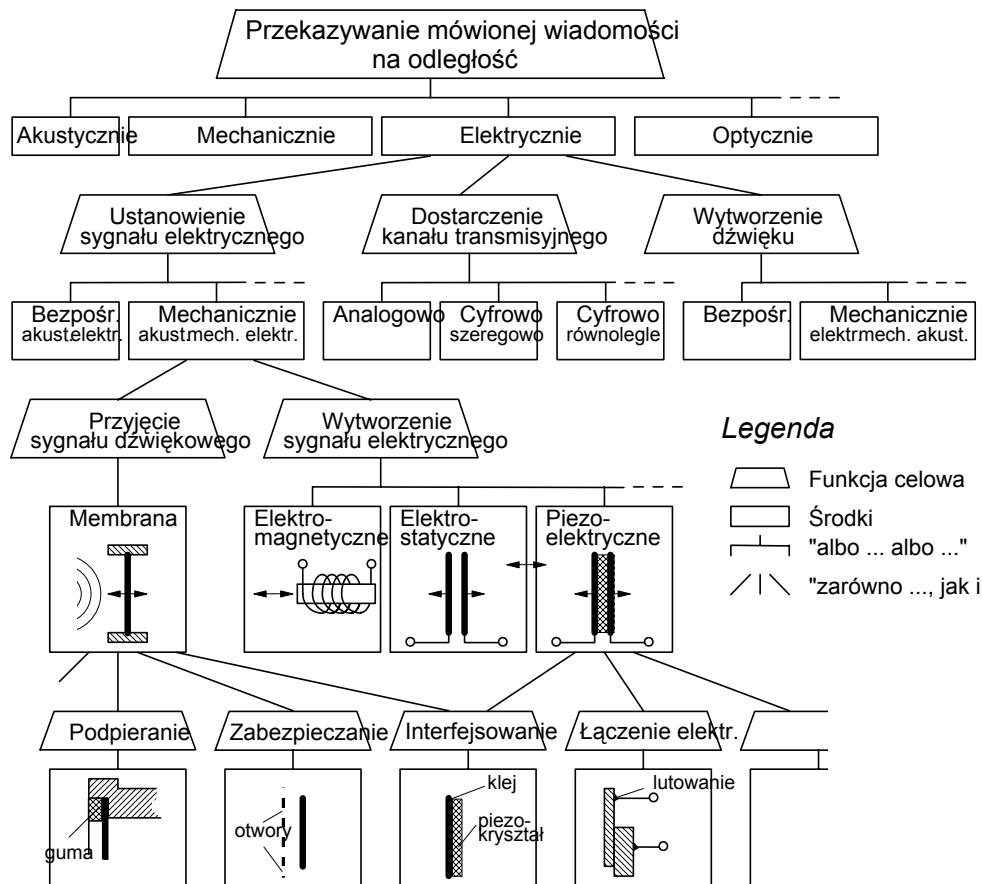 Przekazywanie mówionej wiadomości
na odległość
Akustycznie
Mechanicznie
Elektrycznie
Optycznie
Ustanowienie
sygnału elektrycznego
Dostarczenie
kanału transmisyjnego
Wytworzenie
dźwięku
Bezpośr.
akust.elektr.
Mechanicznie
akust.mech. elektr.
Analogowo
Cyfrowo
szeregowo
Cyfrowo
równolegle
Bezpośr.
Mechanicznie
elektr.mech. akust.
Przyjęcie
sygnału dźwiękowego
Wytworzenie
sygnału elektrycznego
Legenda
Funkcja celowa
Środki
"albo ... albo ..."
"zarówno ..., jak i
Membrana
Elektro-
magnetyczne
Elektro-
statyczne
Piezo-
elektryczne
Podpieranie
Zabezpieczanie
Interfejsowanie
Łączenie elektr.
guma
otwory
klej
piezo-
kryształ
lutowanie